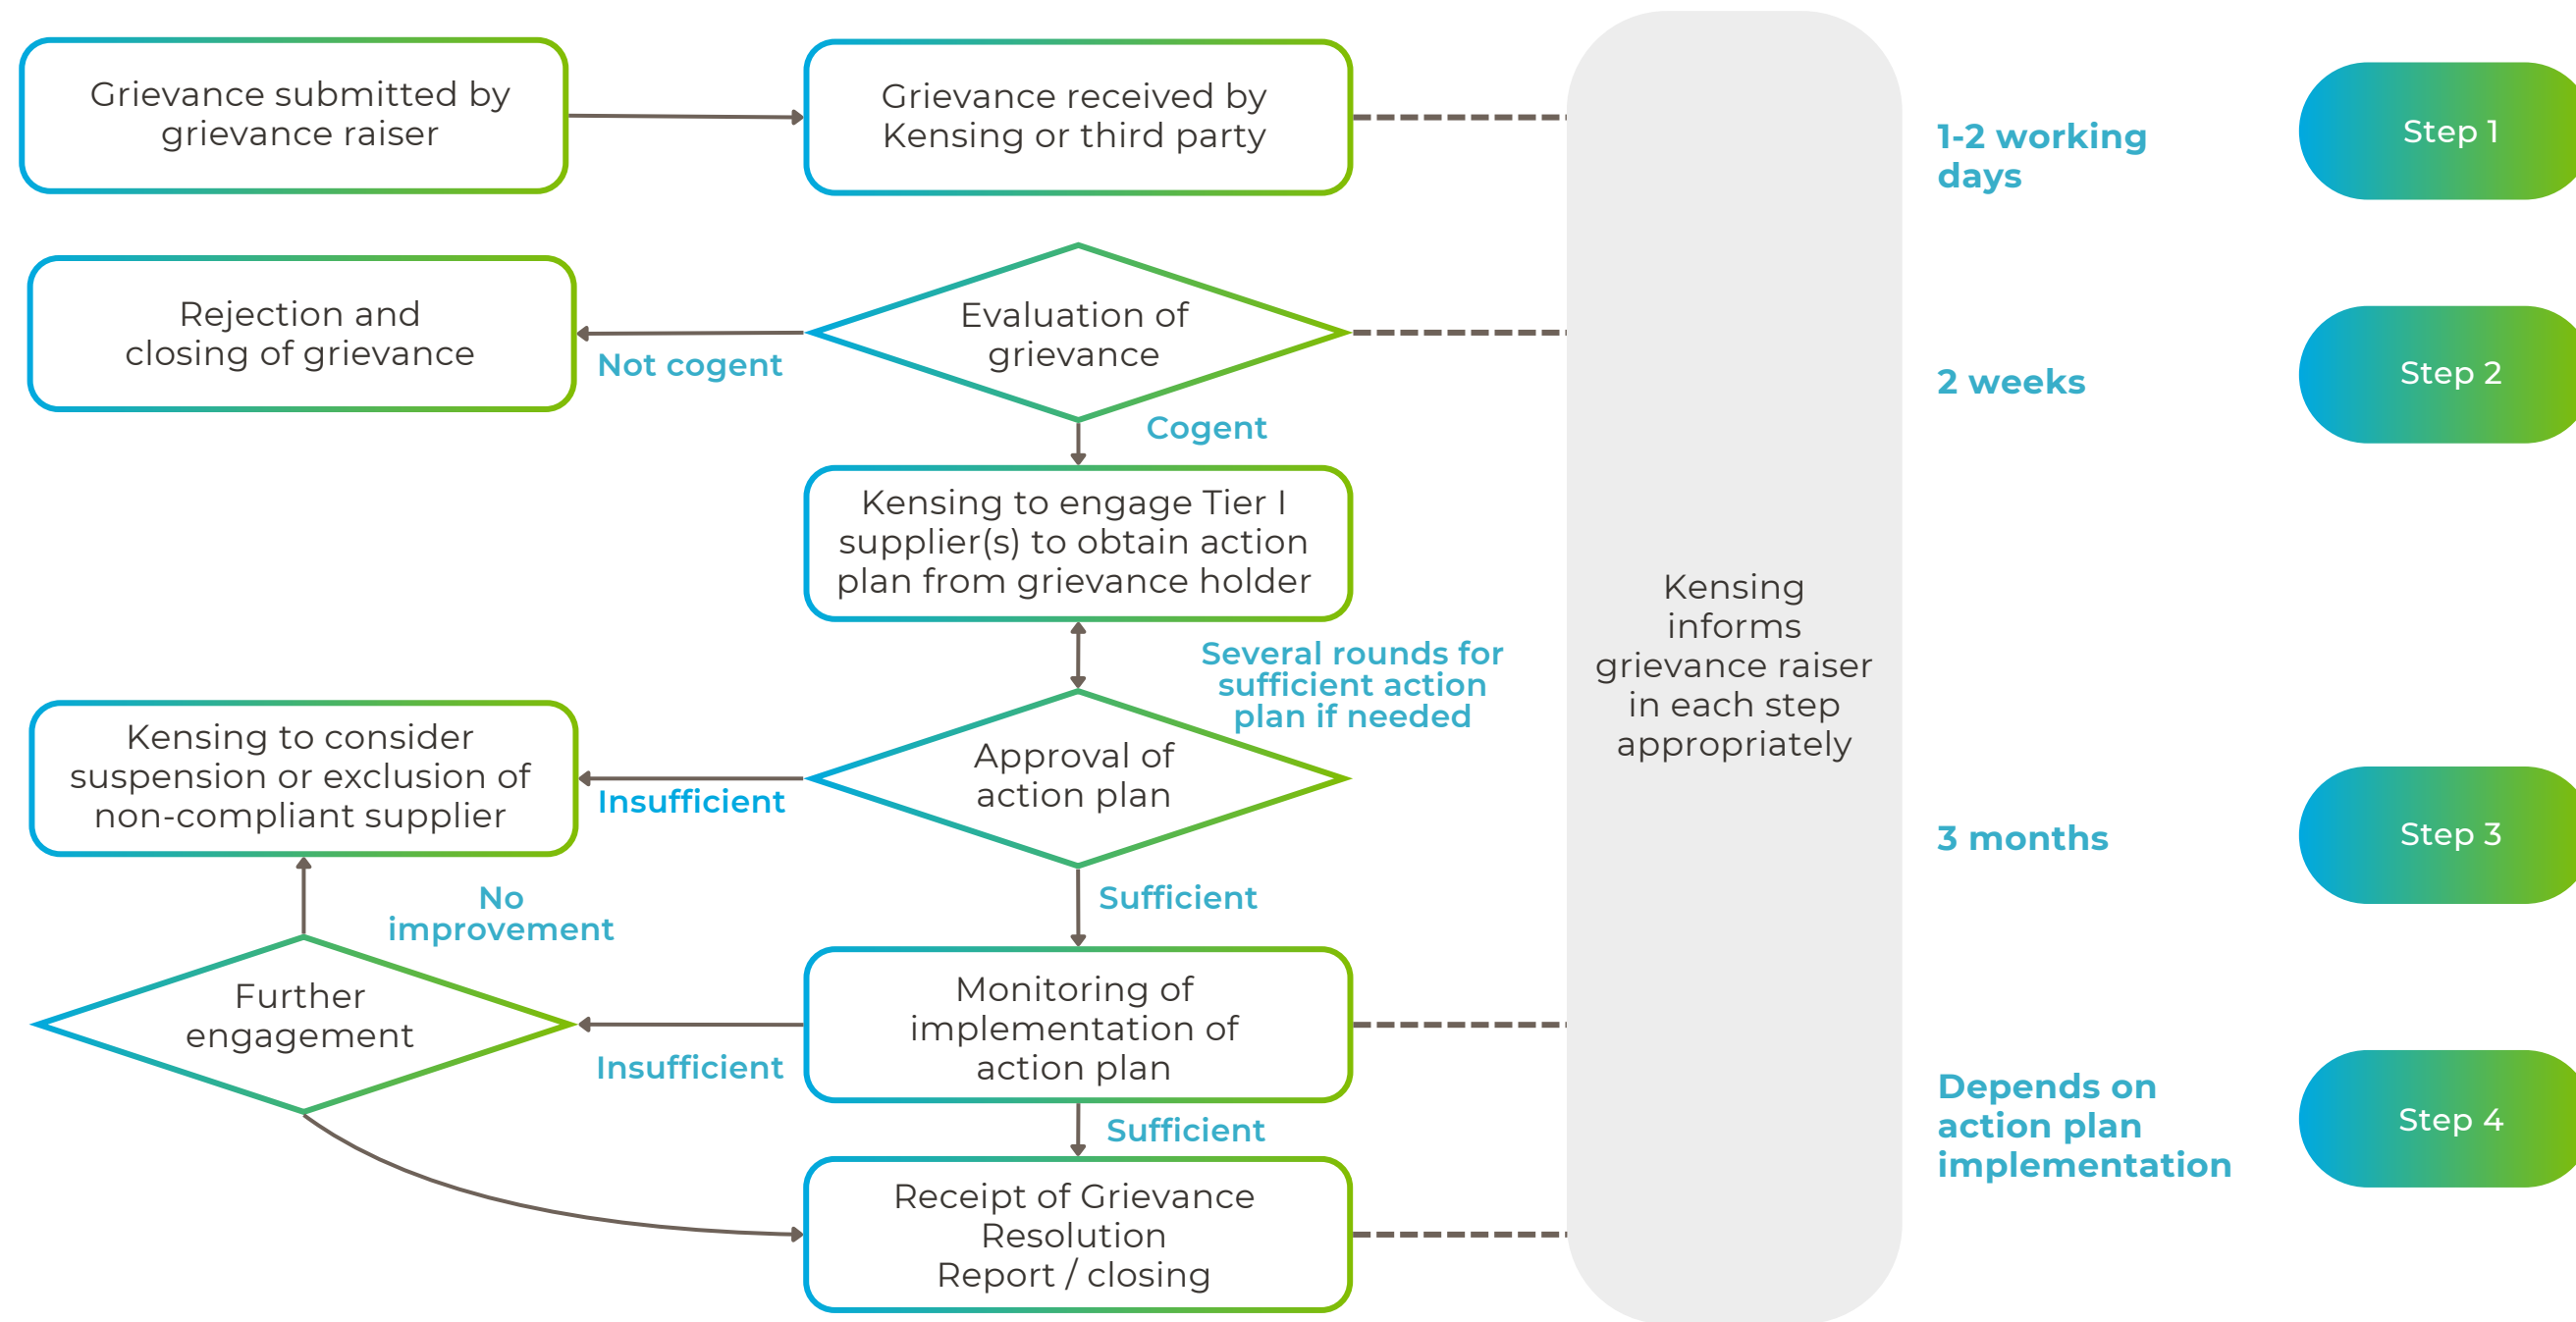 Grievance submitted by
grievance raiser
Grievance received by
Kensing or third party
1-2 working
days
Step 1
Rejection and
closing of grievance
Not cogent
Evaluation of
grievance
Cogent
2 weeks
Step 2
Kensing to engage Tier I
supplier(s) to obtain action
plan from grievance holder
Several rounds for
sufficient action
plan if needed
Kensing
informs
grievance raiser
in each step
appropriately
Kensing to consider
suspension or exclusion of
non-compliant supplier
Insufficient
Approval of
action plan
3 months
Step 3
No
improvement
Sufficient
Further
engagement
Insufficient
Monitoring of
implementation of
action plan
Sufficient
Depends on
action plan
implementation
Step 4
Receipt of Grievance
Resolution
Report / closing